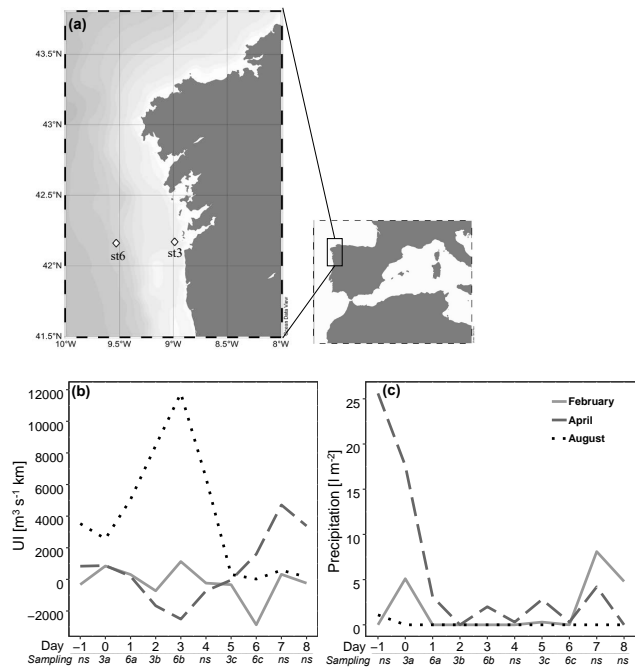 (a)
43.5°N
43°N
42.5°N
42°N
41.5°N
st6
st3
10°W 9.5°W 9°W 8.5°W 8°W
(b)
UI [m³ s⁻¹ km]
12000
10000
8000
6000
4000
2000
0
−2000
Day −1 0 1 2 3 4 5 6 7 8
Sampling ns 3a 6a 3b 6b ns 3c 6c ns ns
(c)
February
April
August
Precipitation [l m⁻²]
25
20
15
10
5
0
Day −1 0 1 2 3 4 5 6 7 8
Sampling ns 3a 6a 3b 6b ns 3c 6c ns ns